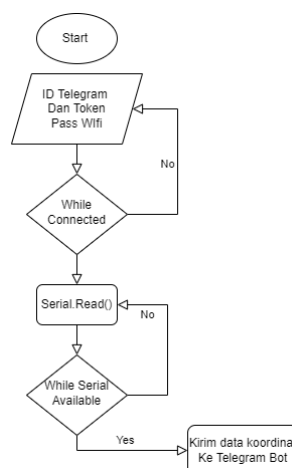 Start
ID Telegram
Dan Token
Pass WIfi
No
While
Connected
Serial.Read()
No
While Serial
Available
Yes
Kirim data koordina
Ke Telegram Bot